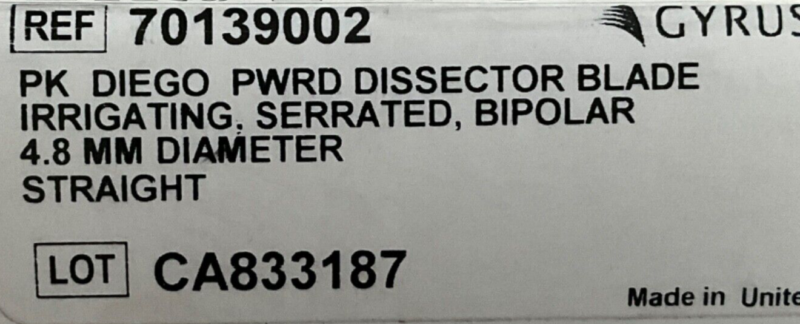 REF 70139002
GYRUS
PK DIEGO PWRD DISSECTOR BLADE
IRRIGATING, SERRATED, BIPOLAR
4.8 MM DIAMETER
STRAIGHT
LOT CA833187
Made in Unite